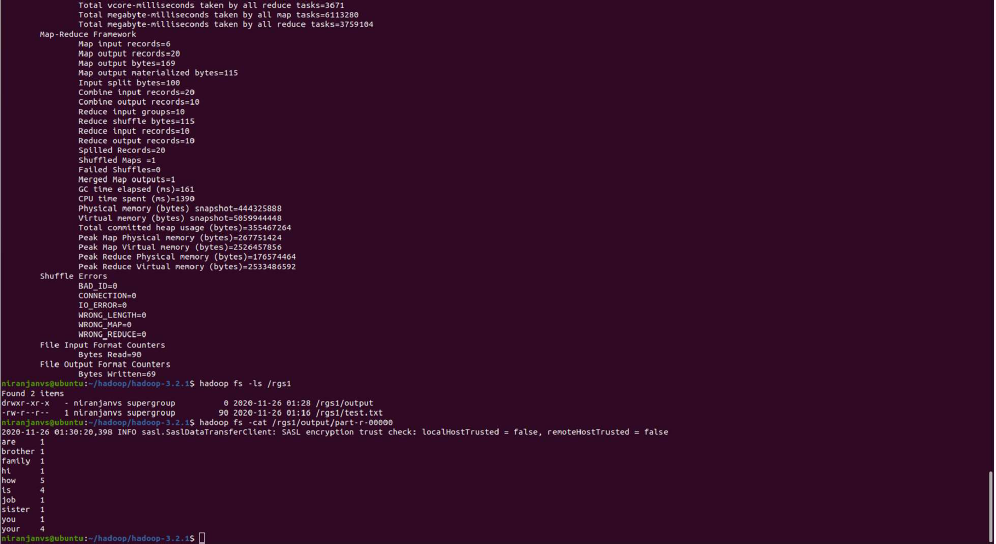 Total vcore-milliseconds taken by all reduce tasks=3671
Total megabyte-milliseconds taken by all map tasks=6113280
Total megabyte-milliseconds taken by all reduce tasks=3759104
Map-Reduce Framework
Map input records=6
Map output records=20
Map output bytes=169
Map output materialized bytes=115
Input split bytes=100
Combine input records=20
Combine output records=10
Reduce input groups=10
Reduce shuffle bytes=115
Reduce input records=10
Reduce output records=10
Spilled Records=20
Shuffled Maps =1
Failed Shuffles=0
Merged Map outputs=1
GC time elapsed (ms)=161
CPU time spent (ms)=1390
Physical memory (bytes) snapshot=444325888
Virtual memory (bytes) snapshot=5059944448
Total committed heap usage (bytes)=355467264
Peak Map Physical memory (bytes)=267751424
Peak Map Virtual memory (bytes)=2526457856
Peak Reduce Physical memory (bytes)=176574464
Peak Reduce Virtual memory (bytes)=2533486592
Shuffle Errors
BAD_ID=0
CONNECTION=0
IO_ERROR=0
WRONG_LENGTH=0
WRONG_MAP=0
WRONG_REDUCE=0
File Input Format Counters
Bytes Read=90
File Output Format Counters
Bytes Written=69
niranjanvs@ubuntu:~/hadoop/hadoop-3.2.1$ hadoop fs -ls /rgs1
Found 2 items
drwxr-xr-x   - niranjanvs supergroup          0 2020-11-26 01:28 /rgs1/output
-rw-r--r--   1 niranjanvs supergroup         90 2020-11-26 01:16 /rgs1/test.txt
niranjanvs@ubuntu:~/hadoop/hadoop-3.2.1$ hadoop fs -cat /rgs1/output/part-r-00000
2020-11-26 01:30:20,398 INFO sasl.SaslDataTransferClient: SASL encryption trust check: localHostTrusted = false, remoteHostTrusted = false
are     1
brother 1
family  1
hi      1
how     5
is      4
job     1
sister  1
you     1
your    4
niranjanvs@ubuntu:~/hadoop/hadoop-3.2.1$